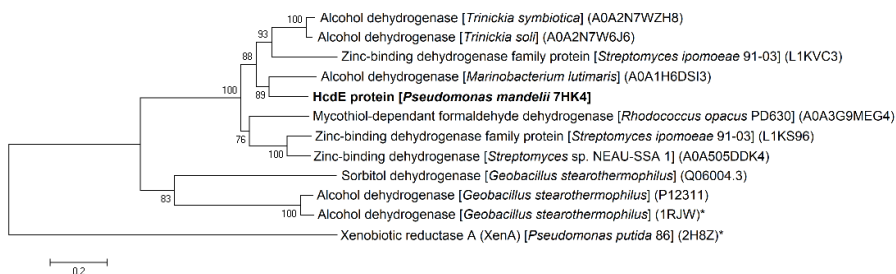 100 Alcohol dehydrogenase [Trinickia symbiotica] (A0A2N7WZH8)
93 Alcohol dehydrogenase [Trinickia soli] (A0A2N7W6J6)
88 Zinc-binding dehydrogenase family protein [Streptomyces ipomoeae 91-03] (L1KVC3)
Alcohol dehydrogenase [Marinobacterium lutimaris] (A0A1H6DSI3)
100 89 HcdE protein [Pseudomonas mandelii 7HK4]
Mycothiol-dependant formaldehyde dehydrogenase [Rhodococcus opacus PD630] (A0A3G9MEG4)
76 Zinc-binding dehydrogenase family protein [Streptomyces ipomoeae 91-03] (L1KS96)
100 Zinc-binding dehydrogenase [Streptomyces sp. NEAU-SSA 1] (A0A505DDK4)
Sorbitol dehydrogenase [Geobacillus stearothermophilus] (Q06004.3)
83 Alcohol dehydrogenase [Geobacillus stearothermophilus] (P12311)
100 Alcohol dehydrogenase [Geobacillus stearothermophilus] (1RJW)*
Xenobiotic reductase A (XenA) [Pseudomonas putida 86] (2H8Z)*
0.2